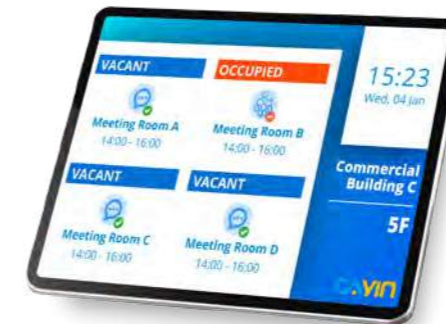 VACANT
OCCUPIED
Meeting Room A
14:00 - 16:00
Meeting Room B
14:00 - 16:00
VACANT
VACANT
Meeting Room C
14:00 - 16:00
Meeting Room D
14:00 - 16:00
15:23
Wed, 04 Jan
Commercial
Building C
5F